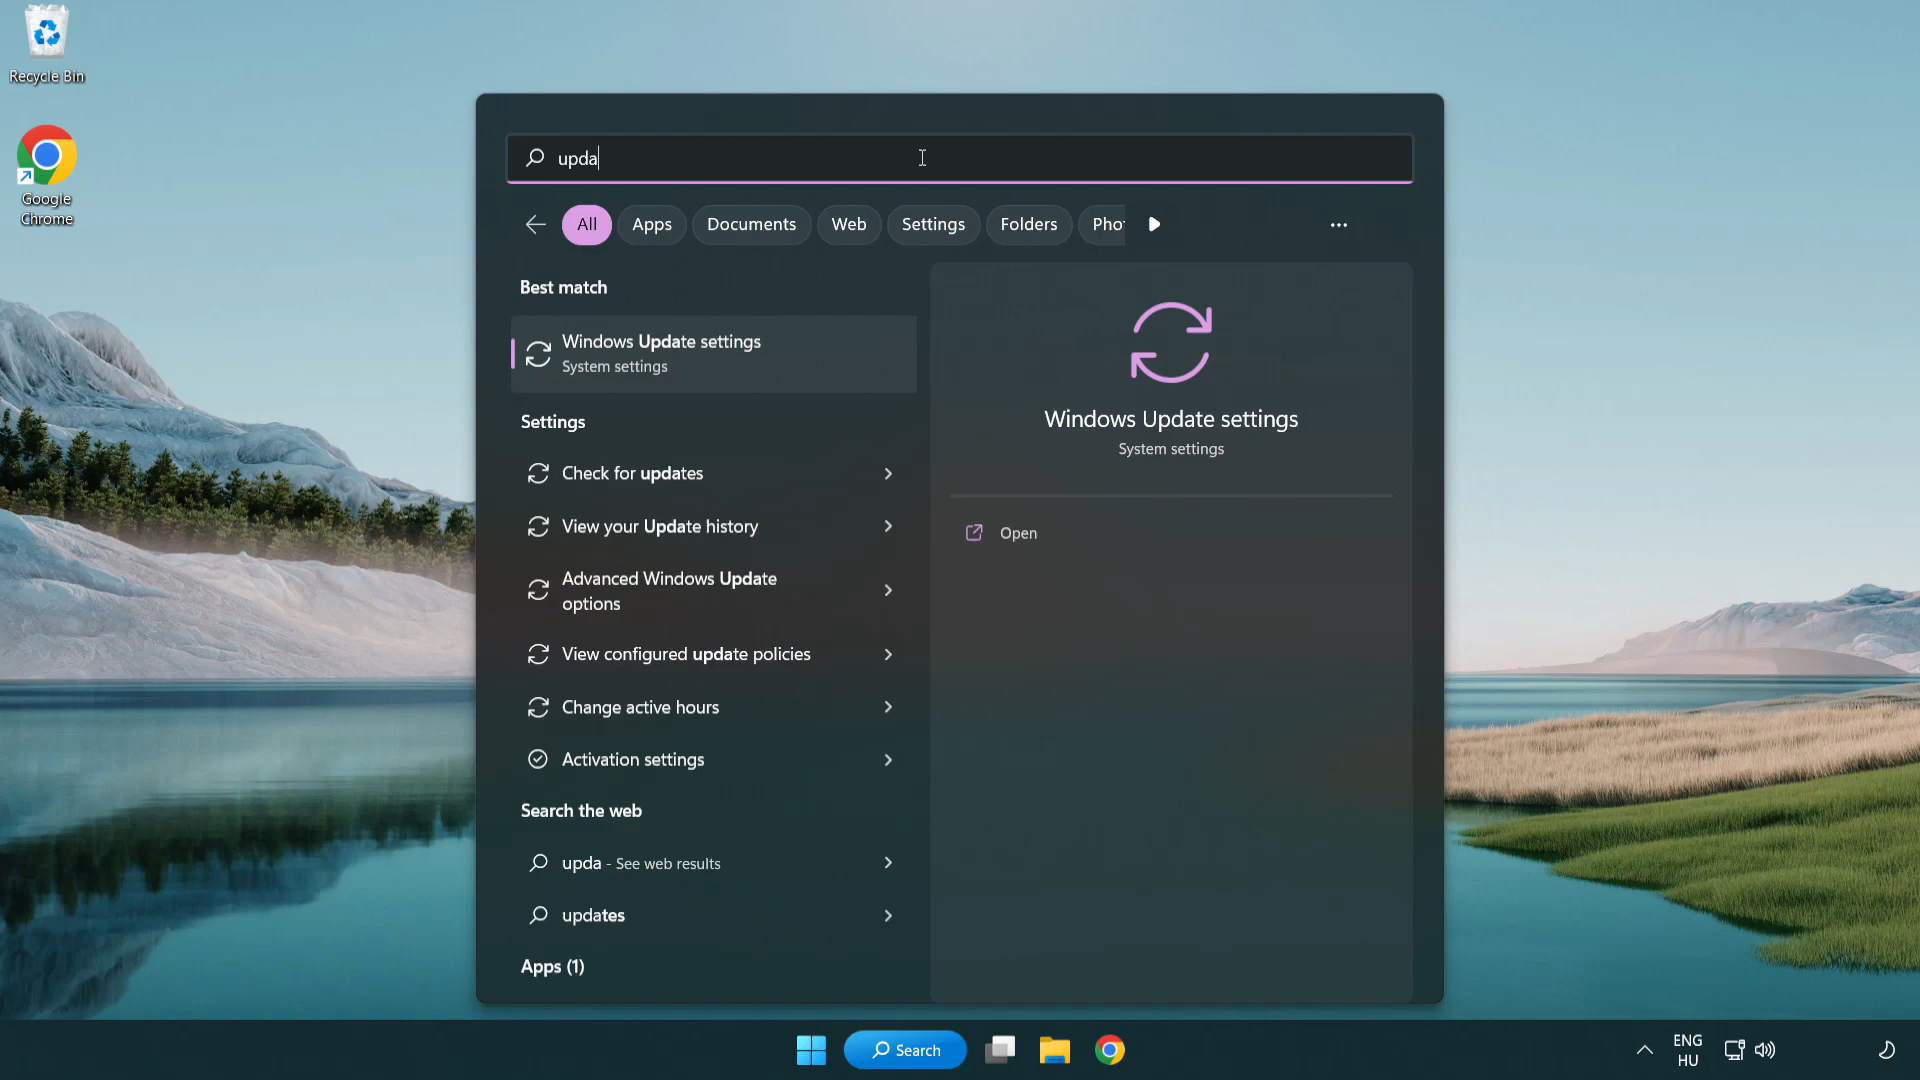 Recycle Bin
Google
Chrome
upda
All
Apps
Documents
Web
Settings
Folders
Pho
Best match
Windows Update settings
System settings
Settings
Check for updates
View your Update history
Advanced Windows Update
options
View configured update policies
Change active hours
Activation settings
Search the web
upda - See web results
updates
Apps (1)
Windows Update settings
System settings
Open
Search
ENG
HU